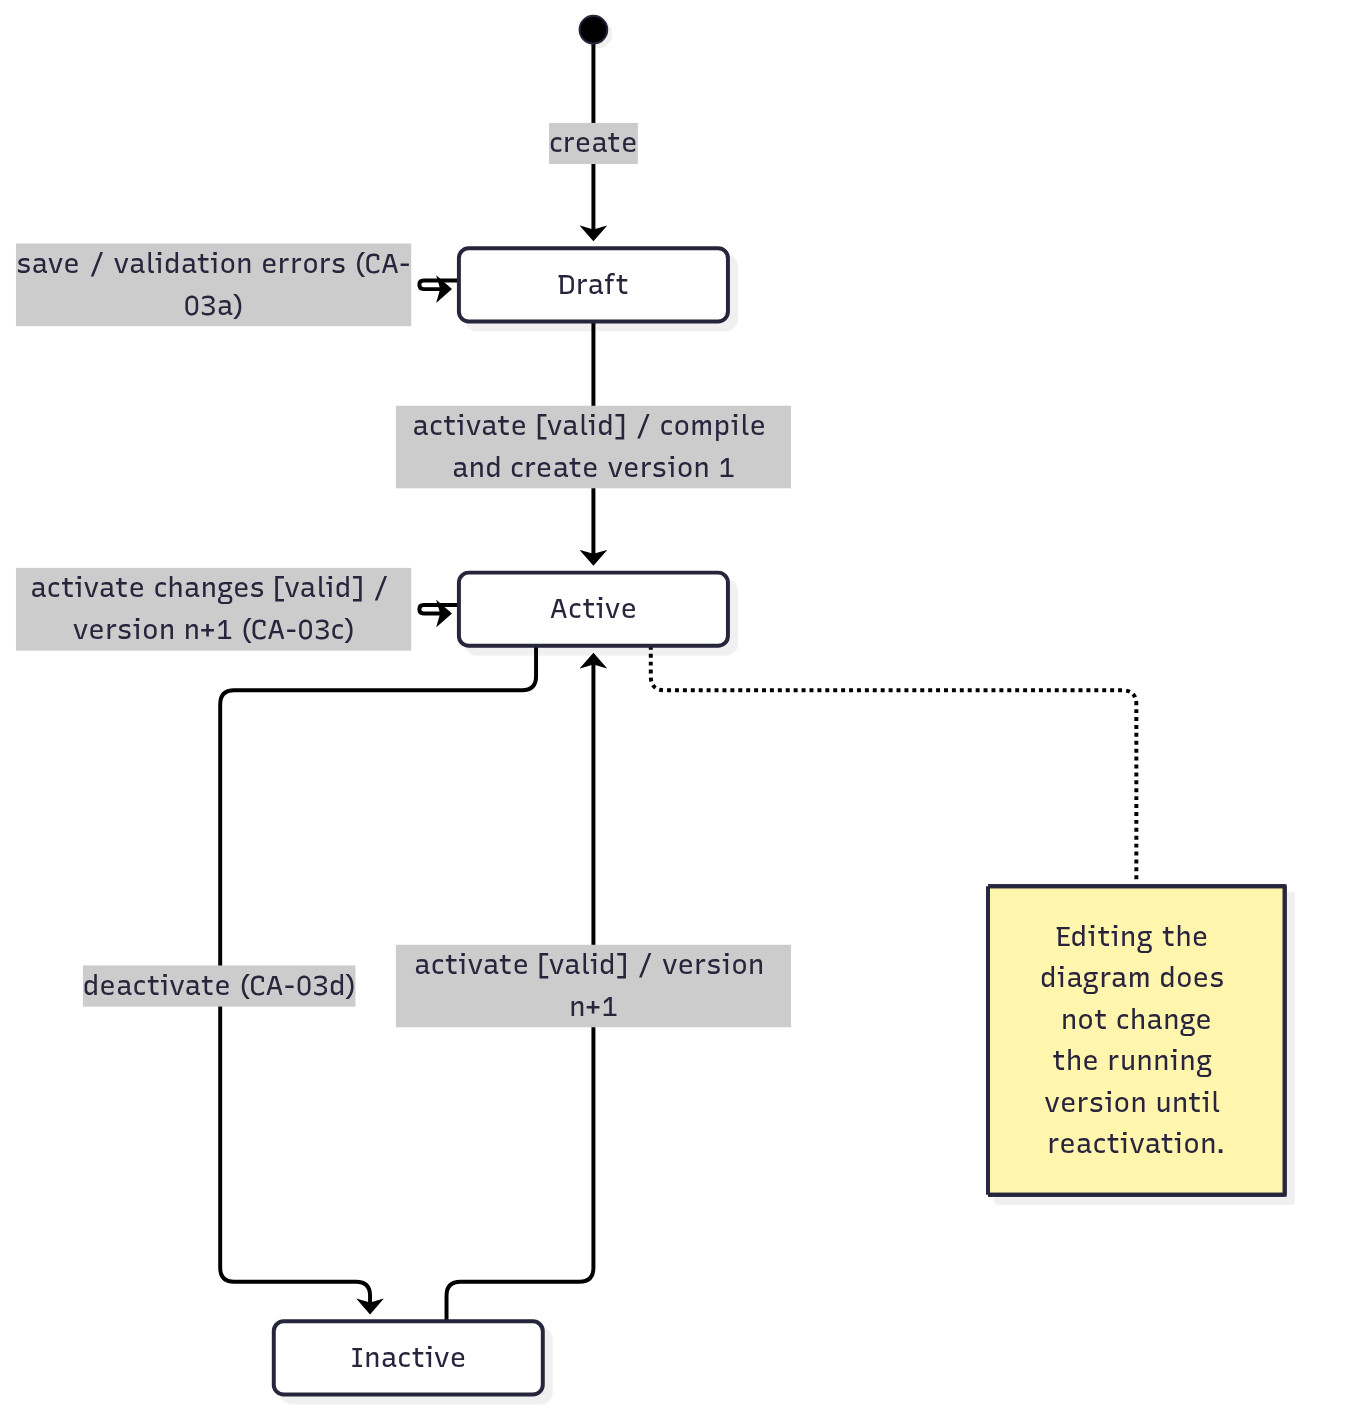 create
save / validation errors (CA-
03a)
Draft
activate [valid] / compile
and create version 1
activate changes [valid] /
version n+1 (CA-03c)
Active
deactivate (CA-03d)
activate [valid] / version
n+1
Editing the
diagram does
not change
the running
version until
reactivation.
Inactive